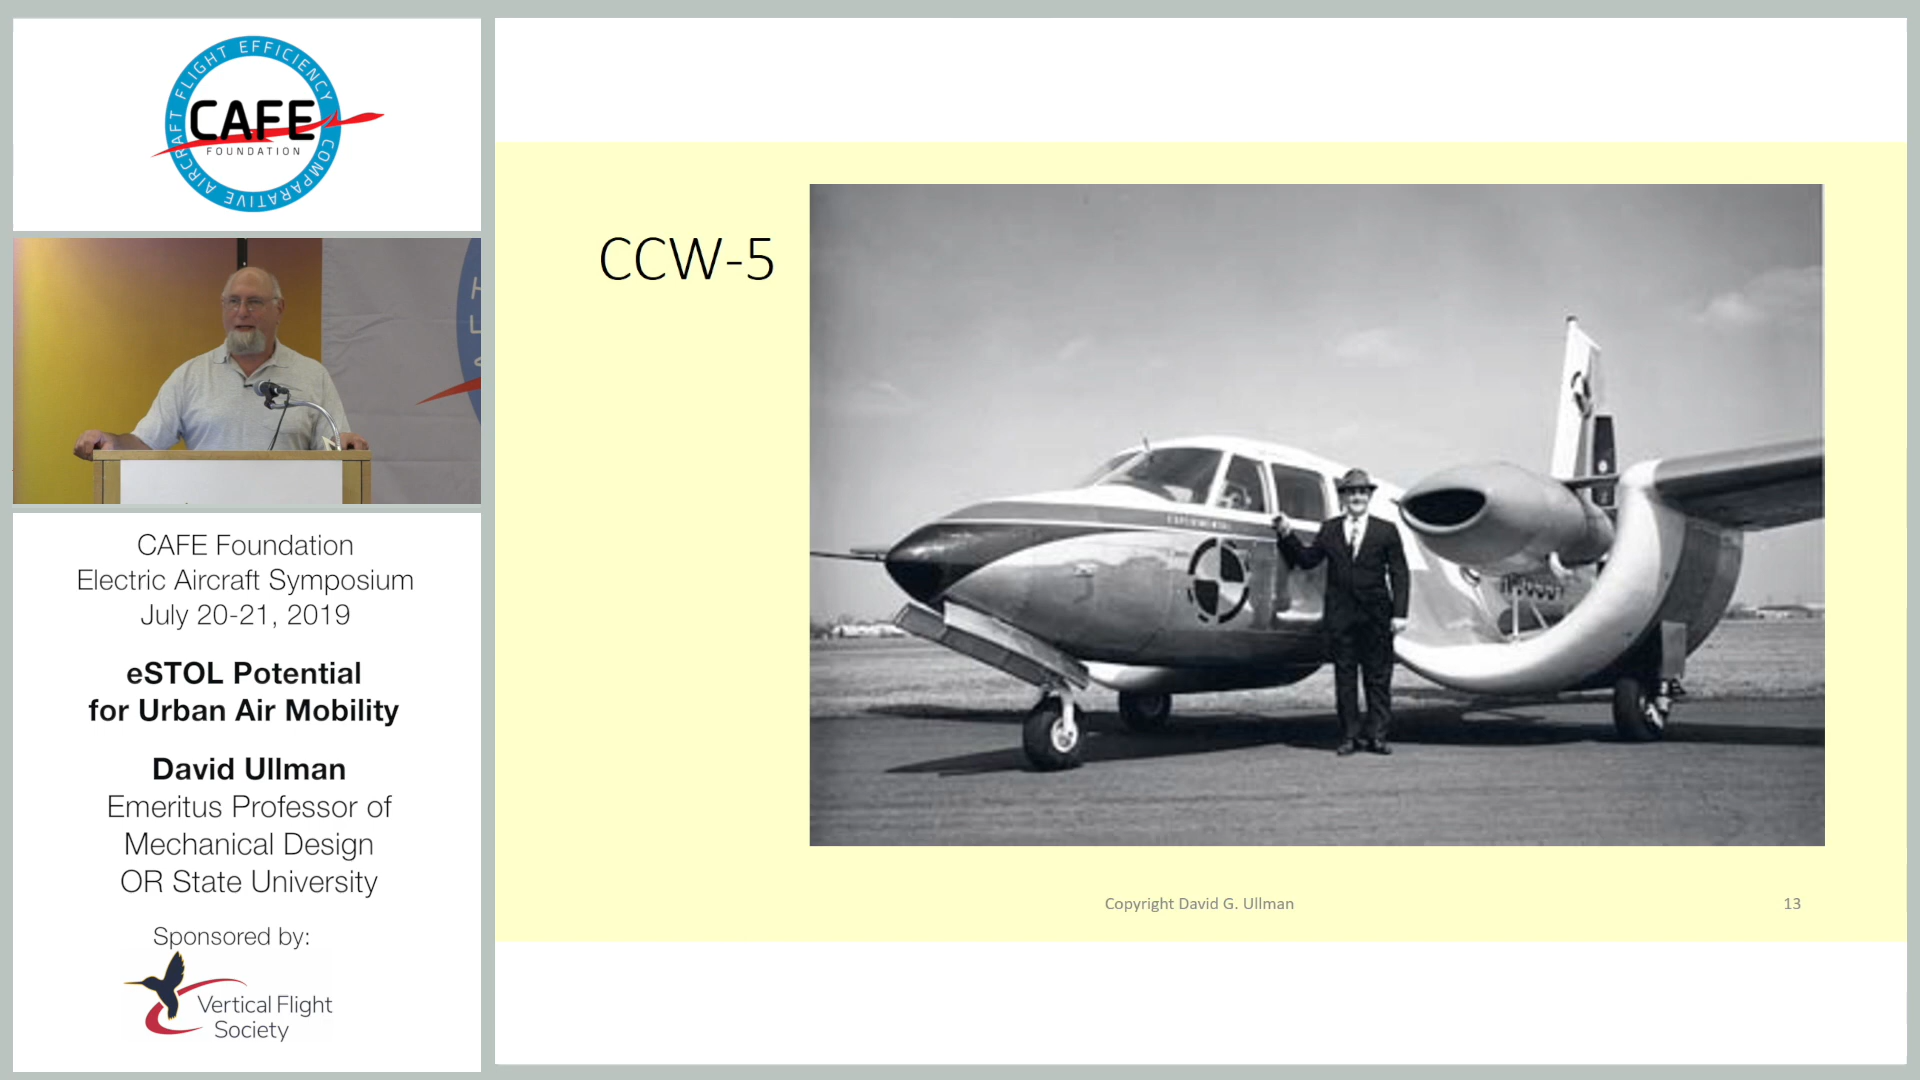 COMPARATIVE AIRCRAFT FLIGHT EFFICIENCY
CAFE
FOUNDATION
CAFE Foundation
Electric Aircraft Symposium
July 20-21, 2019
eSTOL Potential
for Urban Air Mobility
David Ullman
Emeritus Professor of
Mechanical Design
OR State University
Sponsored by:
Vertical Flight
Society
CCW-5
EXPERIMENTAL
Copyright David G. Ullman
13